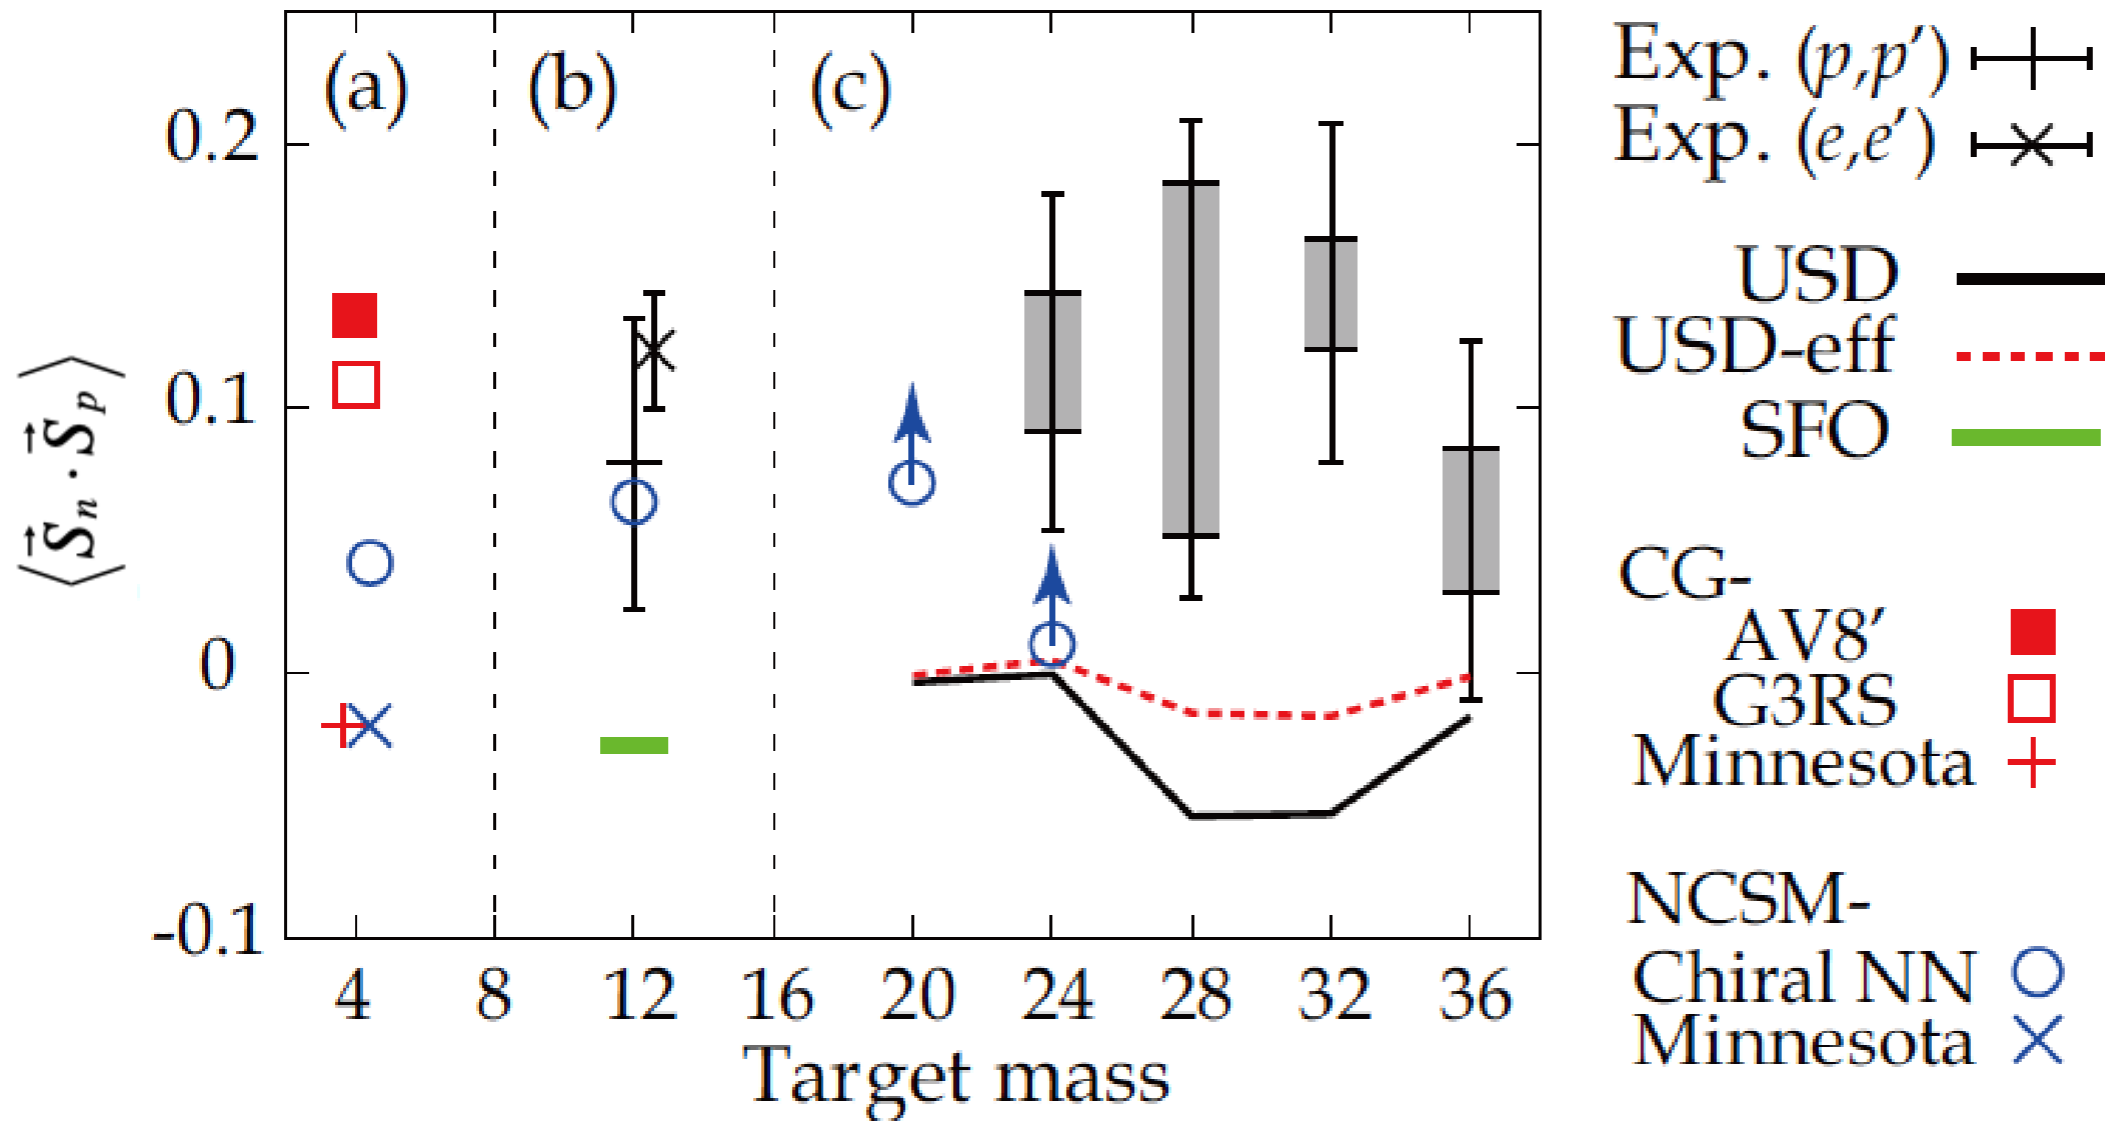 (a) (b) (c)
0.2
0.1
0
-0.1
⟨S⃗n · S⃗p⟩
4 8 12 16 20 24 28 32 36
Target mass
Exp. (p,p′)
Exp. (e,e′)
USD
USD-eff
SFO
CG-
AV8′
G3RS
Minnesota
NCSM-
Chiral NN
Minnesota